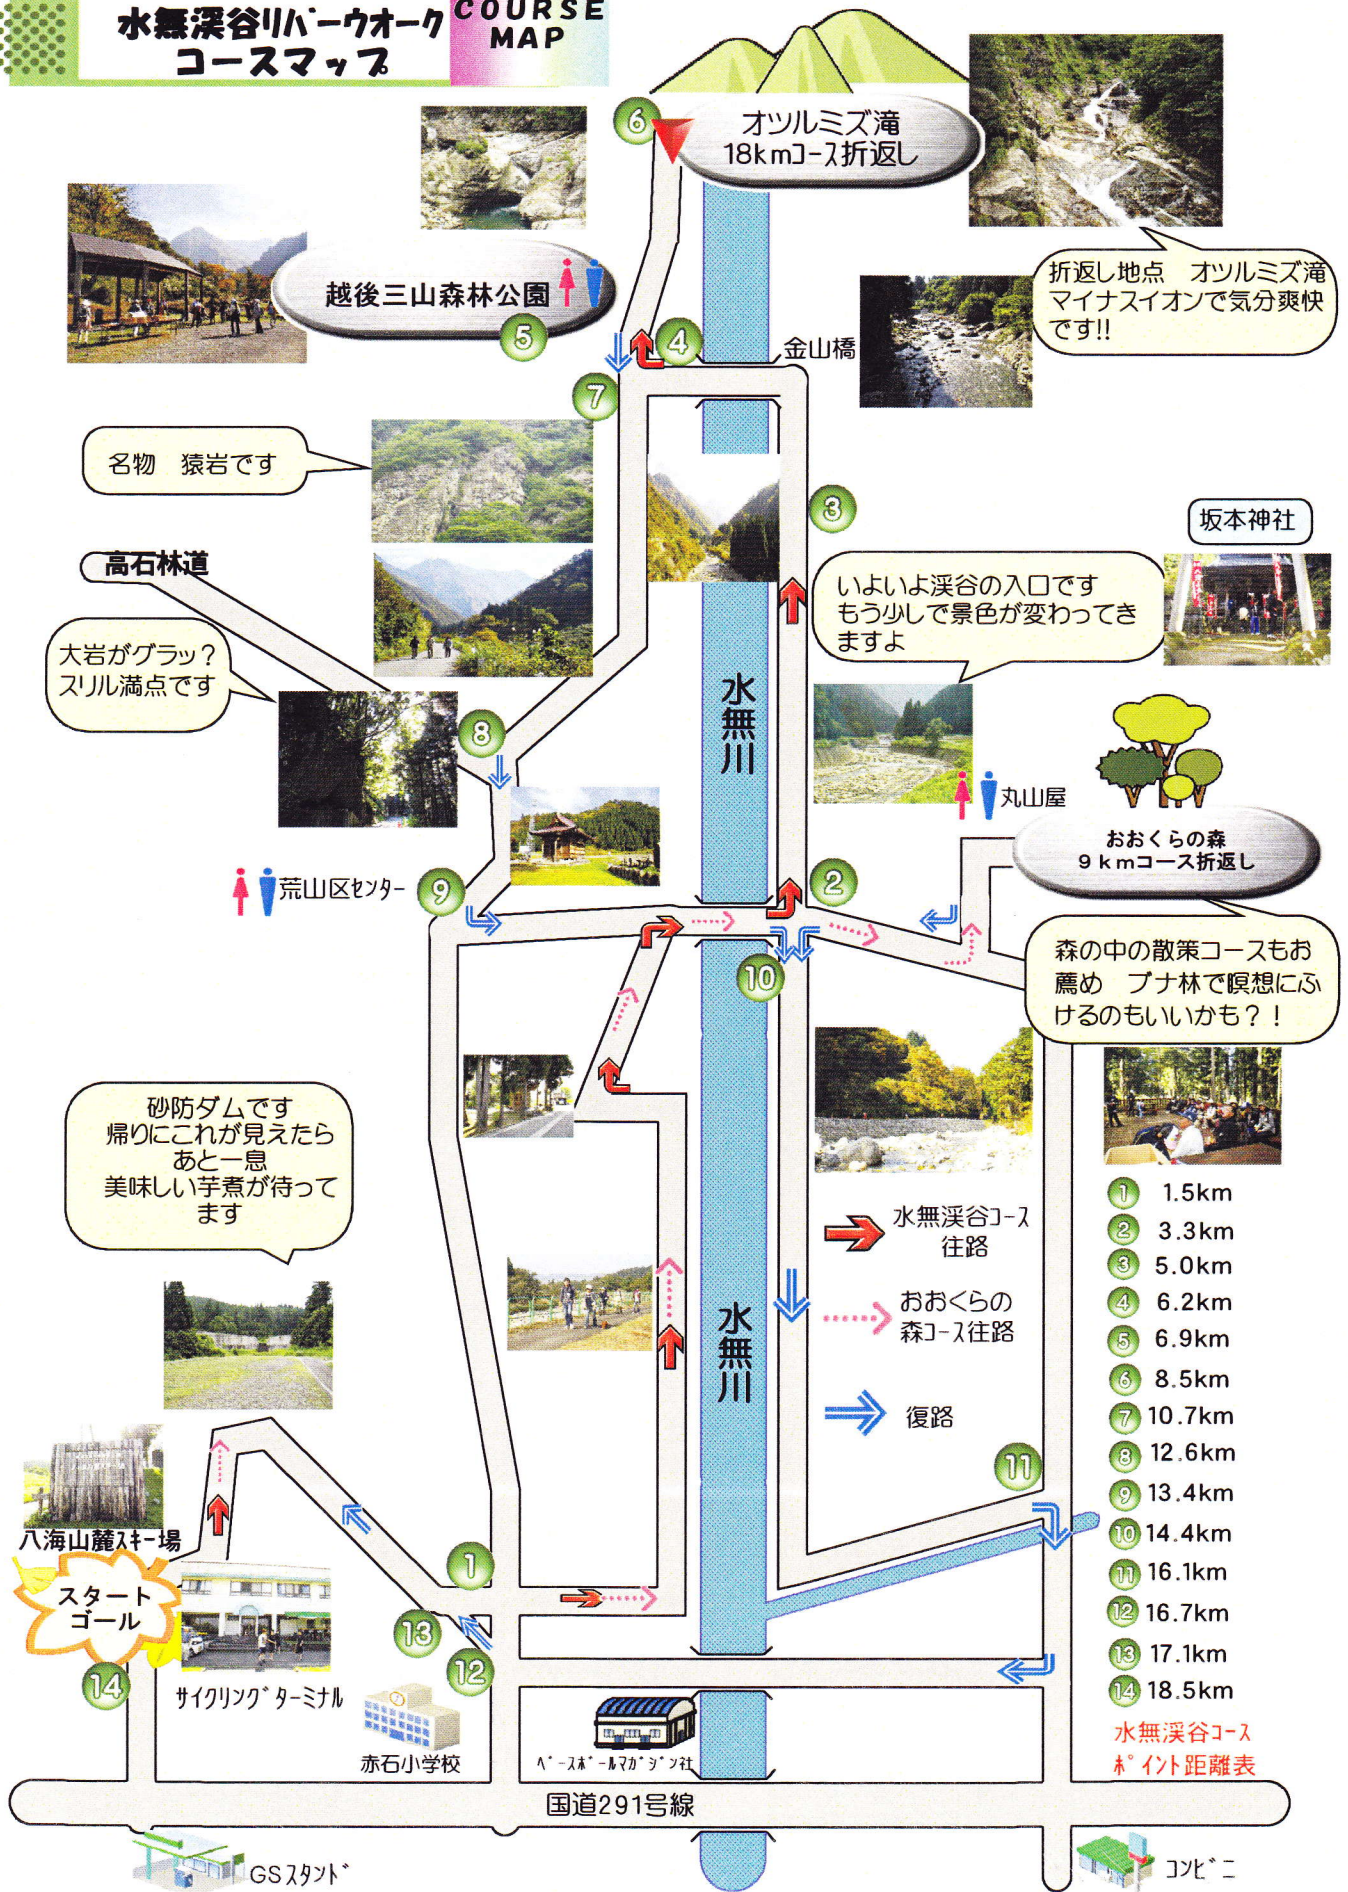 水無渓谷リバーウオーク
コースマップ
COURSE
MAP
6
オツルミズ滝
18kmコース折返し
折返し地点 オツルミズ滝
マイナスイオンで気分爽快
です!!
越後三山森林公園
5
4
金山橋
7
名物 猿岩です
3
坂本神社
高石林道
いよいよ渓谷の入口です
もう少しで景色が変わってき
ますよ
大岩がグラッ？
スリル満点です
水無川
8
丸山屋
おおくらの森
9kmコース折返し
荒山区センター
9
2
10
森の中の散策コースもお
薦め ブナ林で瞑想にふ
けるのもいいかも？！
砂防ダムです
帰りにこれが見えたら
あと一息
美味しい芋煮が待って
ます
水無渓谷コース
往路
おおくらの
森コース往路
復路
水無川
11
八海山麓スキー場
スタート
ゴール
14
サイクリングターミナル
1
13
12
赤石小学校
ベースボールマガジン社
国道291号線
GSスタンド
コンビニ
1 1.5km
2 3.3km
3 5.0km
4 6.2km
5 6.9km
6 8.5km
7 10.7km
8 12.6km
9 13.4km
10 14.4km
11 16.1km
12 16.7km
13 17.1km
14 18.5km
水無渓谷コース
ポイント距離表